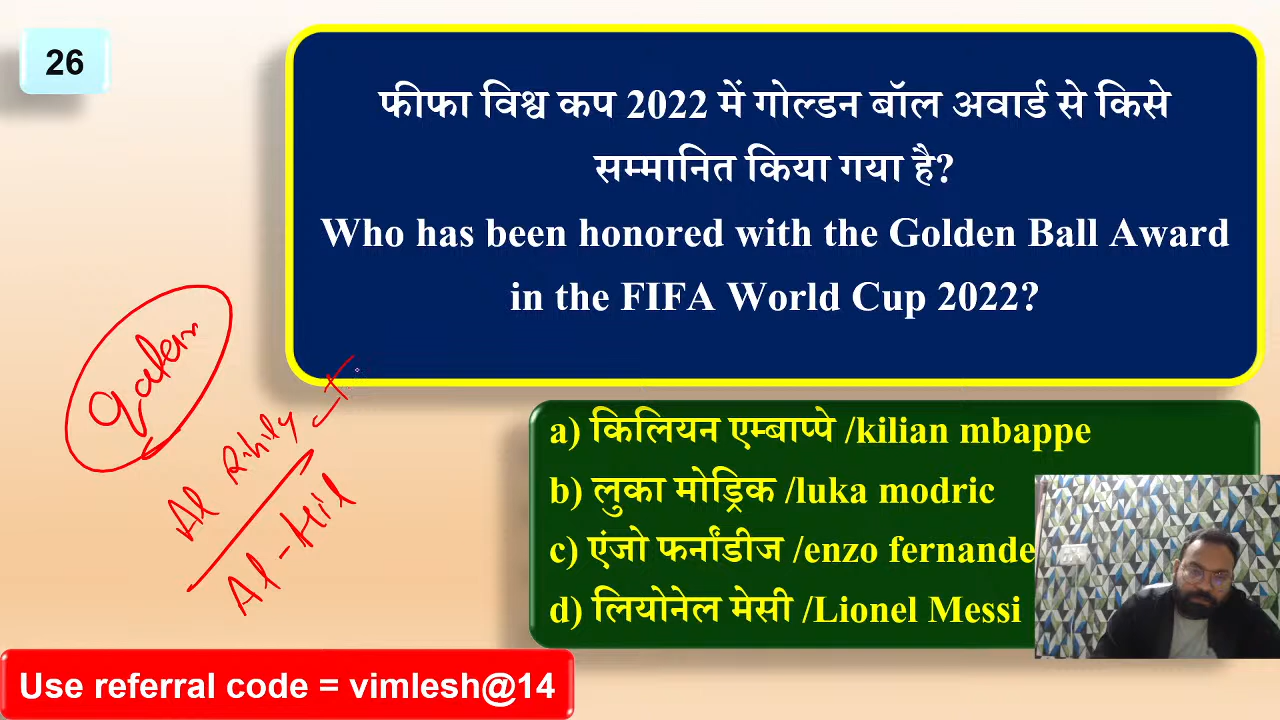 26
फीफा विश्व कप 2022 में गोल्डन बॉल अवार्ड से किसे
सम्मानित किया गया है?
Who has been honored with the Golden Ball Award
in the FIFA World Cup 2022?
a) किलियन एम्बाप्पे /kilian mbappe
b) लुका मोड्रिक /luka modric
c) एंजो फर्नांडीज /enzo fernande
d) लियोनेल मेसी /Lionel Messi
Al
Al-Hil
Use referral code = vimlesh@14